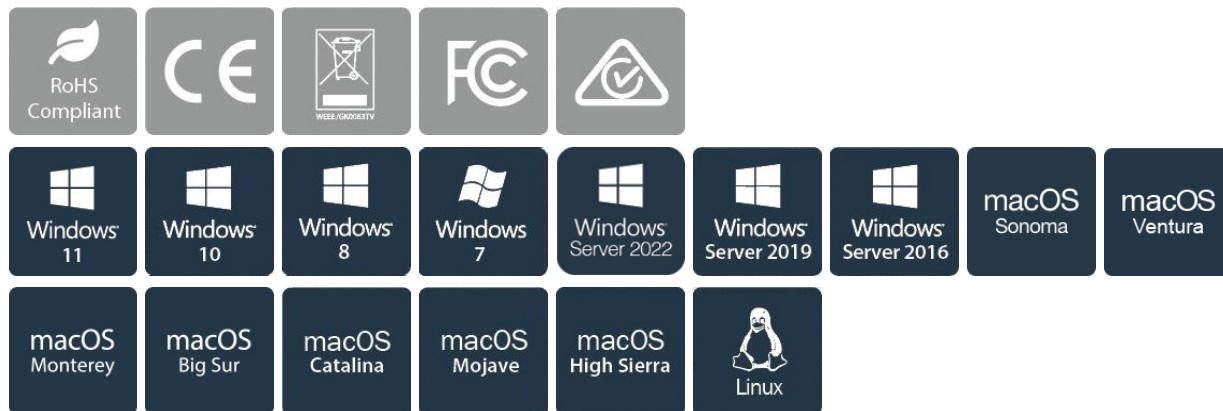 RoHS
Compliant
CE
WEEE/GK0063TV
FC
Windows
11
Windows
10
Windows
8
Windows
7
Windows
Server 2022
Windows
Server 2019
Windows
Server 2016
macOS
Sonoma
macOS
Ventura
macOS
Monterey
macOS
Big Sur
macOS
Catalina
macOS
Mojave
macOS
High Sierra
Linux